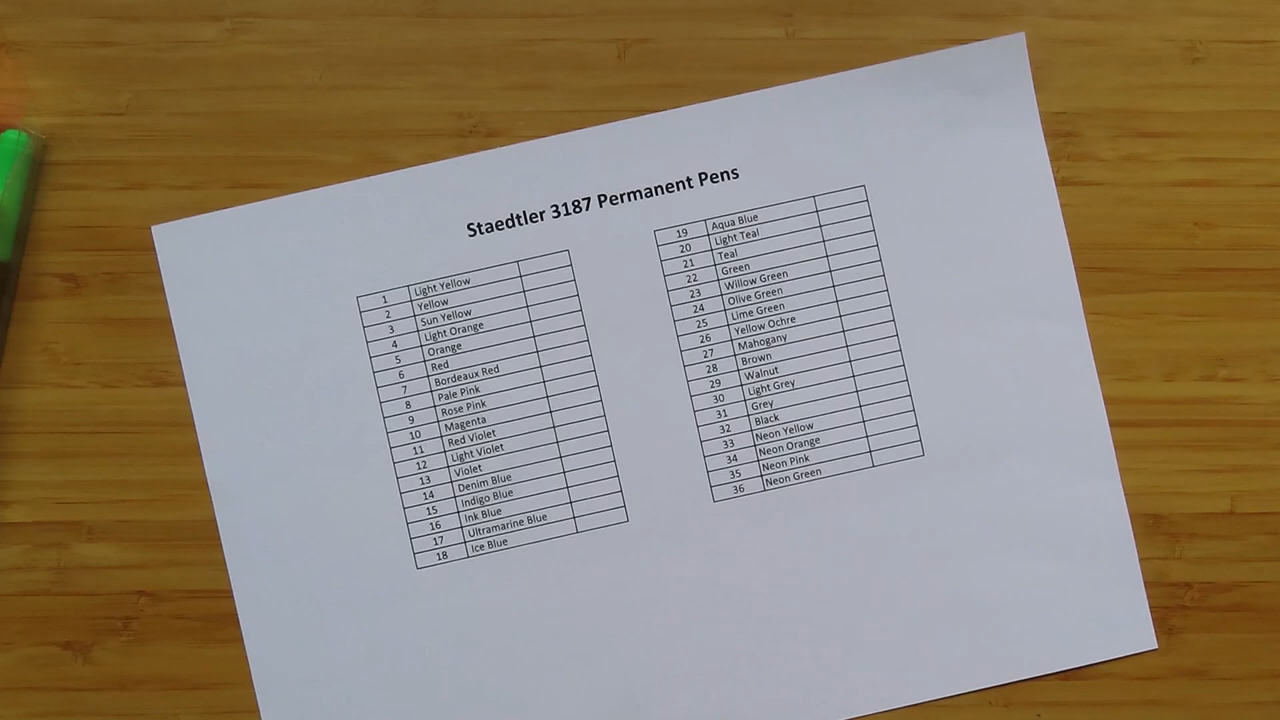 Staedtler 3187 Permanent Pens
1 Light Yellow
2 Yellow
3 Sun Yellow
4 Light Orange
5 Orange
6 Red
7 Bordeaux Red
8 Pale Pink
9 Rose Pink
10 Magenta
11 Red Violet
12 Light Violet
13 Violet
14 Denim Blue
15 Indigo Blue
16 Ink Blue
17 Ultramarine Blue
18 Ice Blue
19 Aqua Blue
20 Light Teal
21 Teal
22 Green
23 Willow Green
24 Olive Green
25 Lime Green
26 Yellow Ochre
27 Mahogany
28 Brown
29 Walnut
30 Light Grey
31 Grey
32 Black
33 Neon Yellow
34 Neon Orange
35 Neon Pink
36 Neon Green